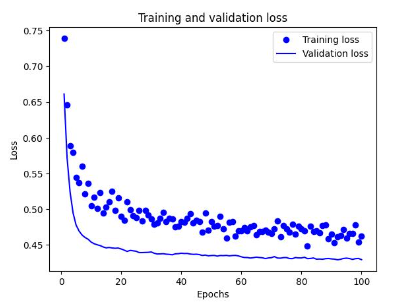 Training and validation loss
Training loss
Validation loss
0.75
0.70
0.65
0.60
0.55
0.50
0.45
Loss
0
20
40
60
80
100
Epochs